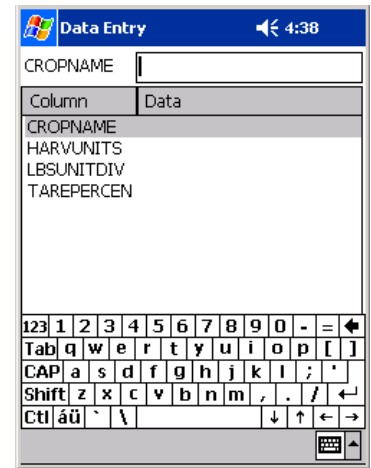 Data Entry 4:38
CROPNAME
Column Data
CROPNAME
HARVUNITS
LBSUNITDIV
TAREPERCEN
123 1 2 3 4 5 6 7 8 9 0 - =
Tab q w e r t y u i o p [ ]
CAP a s d f g h j k l ; '
Shift z x c v b n m , . /
Ctl áü ` \ ↓ ↑ ← →